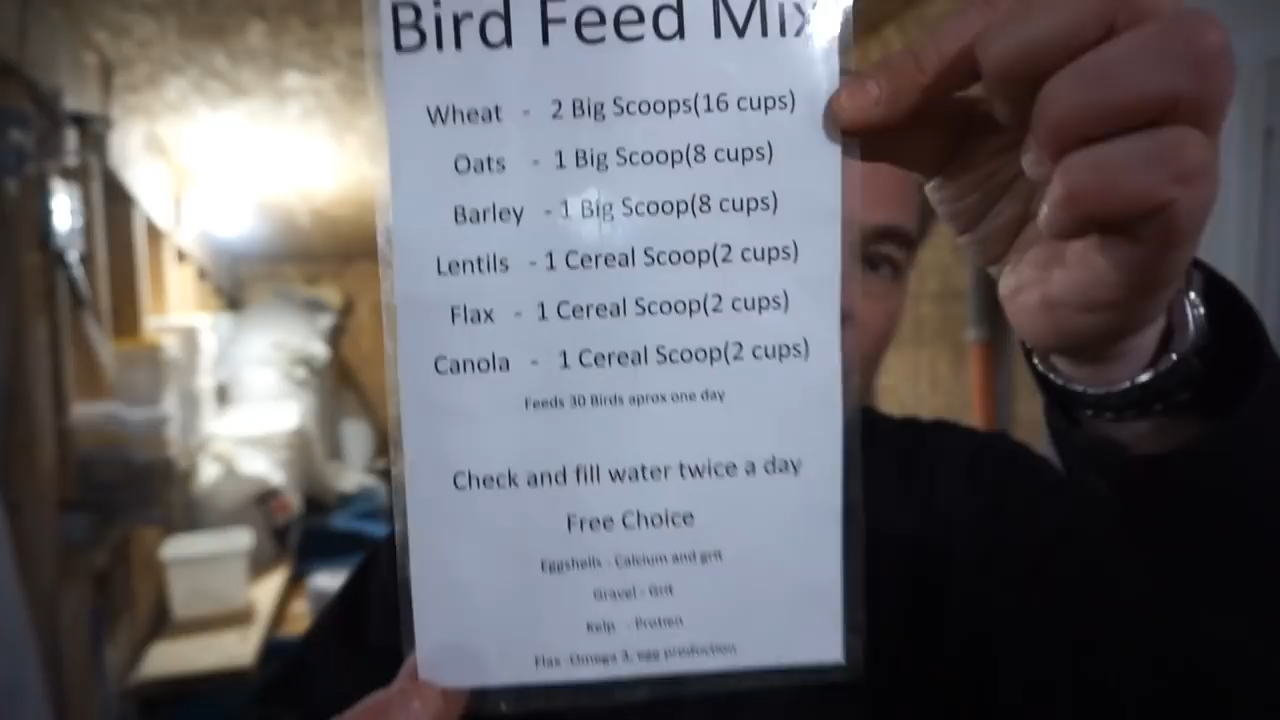 Bird Feed Mix
Wheat - 2 Big Scoops(16 cups)
Oats - 1 Big Scoop(8 cups)
Barley - 1 Big Scoop(8 cups)
Lentils - 1 Cereal Scoop(2 cups)
Flax - 1 Cereal Scoop(2 cups)
Canola - 1 Cereal Scoop(2 cups)
Feeds 30 Birds aprox one day
Check and fill water twice a day
Free Choice
Eggshells - Calcium and grit
Gravel - Grit
Kelp - Protien
Flax -Omega 3, egg production